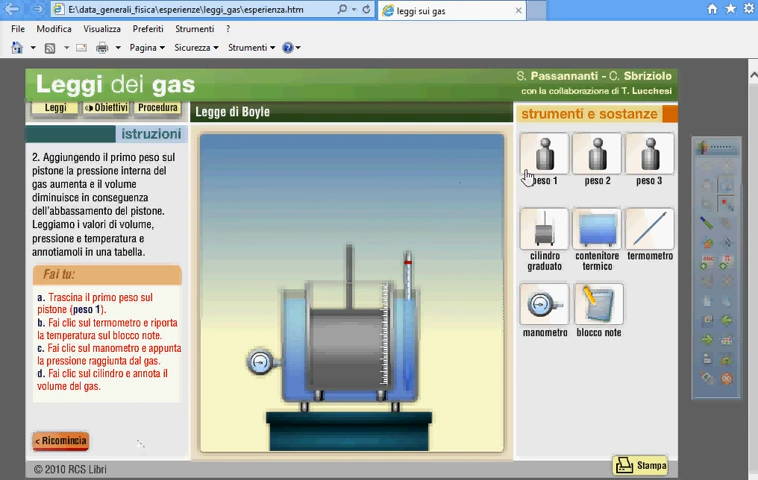 E:\data_generali_fisica\esperienze\leggi_gas\esperienza.htm
leggi sui gas
File Modifica Visualizza Preferiti Strumenti ?
Pagina Sicurezza Strumenti
Leggi dei gas
S. Passannanti - C. Sbriziolo
con la collaborazione di T. Lucchesi
Leggi Obiettivi Procedura
Legge di Boyle
strumenti e sostanze
istruzioni
2. Aggiungendo il primo peso sul
pistone la pressione interna del
gas aumenta e il volume
diminuisce in conseguenza
dell'abbassamento del pistone.
Leggiamo i valori di volume,
pressione e temperatura e
annotiamoli in una tabella.
Fai tu:
a. Trascina il primo peso sul
pistone (peso 1).
b. Fai clic sul termometro e riporta
la temperatura sul blocco note.
c. Fai clic sul manometro e appunta
la pressione raggiunta dal gas.
d. Fai clic sul cilindro e annota il
volume del gas.
peso 1
peso 2
peso 3
cilindro
graduato
contenitore
termico
termometro
manometro
blocco note
< Ricomincia
Stampa
© 2010 RCS Libri